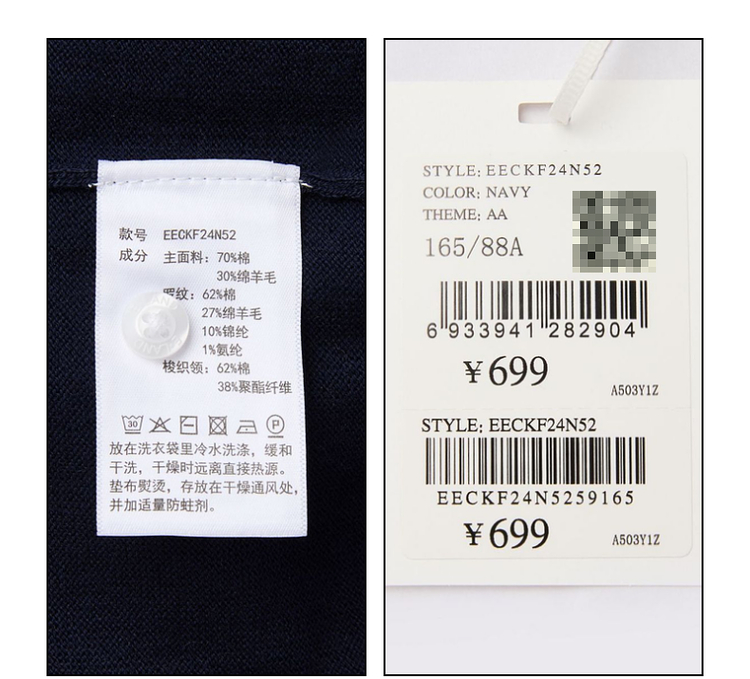 款号 EECKF24N52
成分 主面料: 70%棉
30%绵羊毛
罗纹: 62%棉
27%绵羊毛
10%锦纶
1%氨纶
梭织领: 62%棉
38%聚酯纤维
30 P
放在洗衣袋里冷水洗涤, 缓和
干洗, 干燥时远离直接热源。
垫布熨烫, 存放在干燥通风处,
并加适量防蛀剂。
STYLE: EECKF24N52
COLOR: NAVY
THEME: AA
165/88A
6 933941 282904
¥699
A503Y1Z
STYLE: EECKF24N52
EECKF24N5259165
¥699
A503Y1Z